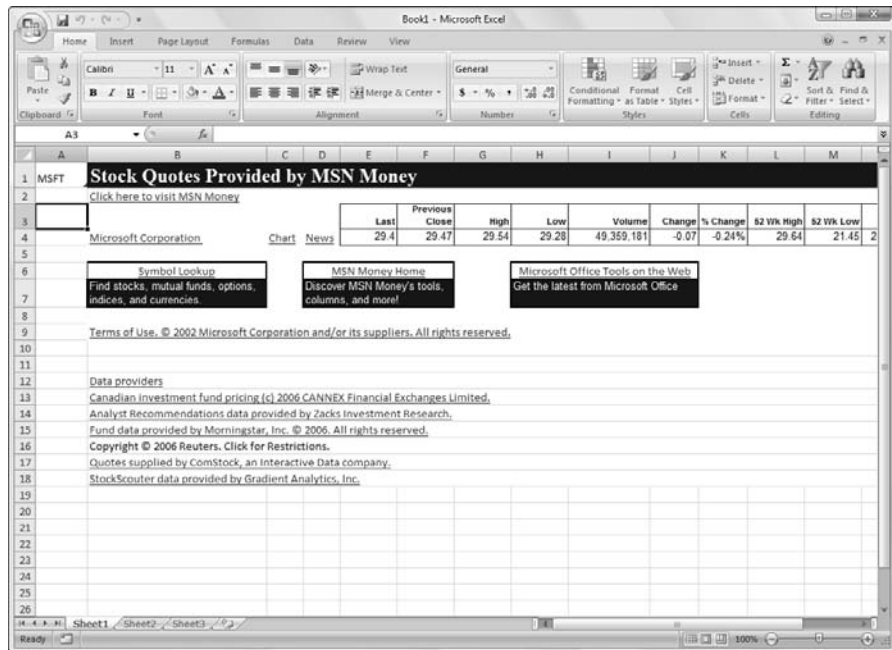 Book1 - Microsoft Excel
Home Insert Page Layout Formulas Data Review View
Paste
Calibri 11 A A
B I U A
Wrap Text
Merge & Center
General
$ % , .0 .00 .00 .0
Conditional Formatting Format as Table Cell Styles
Insert
Delete
Format
Σ
Sort & Filter Find & Select
Clipboard Font Alignment Number Styles Cells Editing
A3 fx
A B C D E F G H I J K L M
1 MSFT Stock Quotes Provided by MSN Money
2 Click here to visit MSN Money
3 Last Previous Close High Low Volume Change % Change 52 Wk High 52 Wk Low
4 Microsoft Corporation Chart News 29.4 29.47 29.54 29.28 49,359,181 -0.07 -0.24% 29.64 21.45 2
5
6 Symbol Lookup MSN Money Home Microsoft Office Tools on the Web
7 Find stocks, mutual funds, options, indices, and currencies. Discover MSN Money's tools, columns, and more! Get the latest from Microsoft Office
8
9 Terms of Use. © 2002 Microsoft Corporation and/or its suppliers. All rights reserved.
10
11
12 Data providers
13 Canadian investment fund pricing (c) 2006 CANNEX Financial Exchanges Limited.
14 Analyst Recommendations data provided by Zacks Investment Research.
15 Fund data provided by Morningstar, Inc. © 2006. All rights reserved.
16 Copyright © 2006 Reuters. Click for Restrictions.
17 Quotes supplied by ComStock, an Interactive Data company.
18 StockScouter data provided by Gradient Analytics, Inc.
19
20
21
22
23
24
25
26
Sheet1 Sheet2 Sheet3
Ready 100%